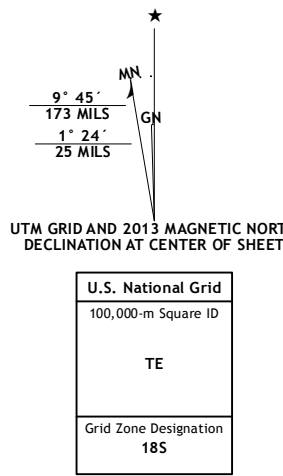 ★
MN
GN
9° 45´
173 MILS
1° 24´
25 MILS
UTM GRID AND 2013 MAGNETIC NORT
DECLINATION AT CENTER OF SHEET
U.S. National Grid
100,000-m Square ID
TE
Grid Zone Designation
18S